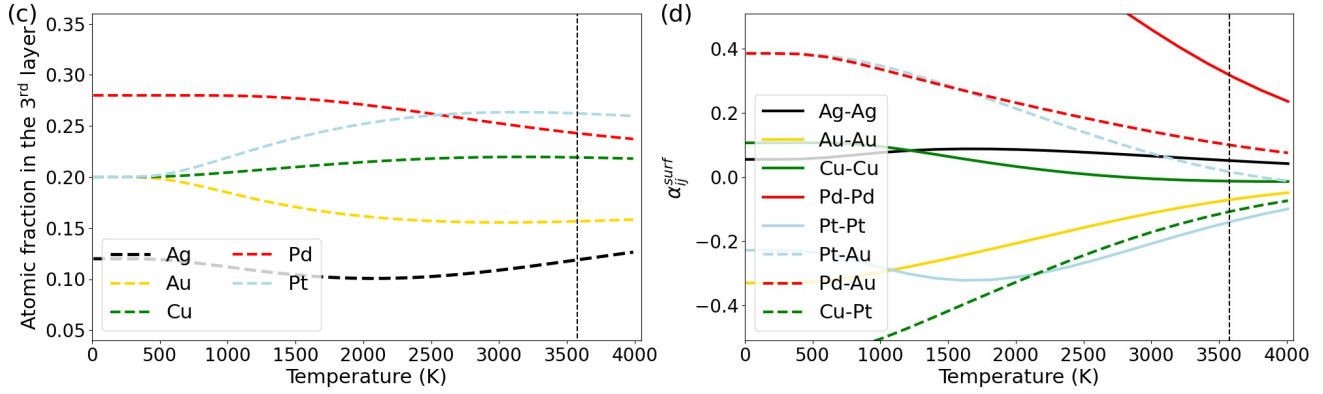 (c)
Atomic fraction in the 3rd layer
0.35
0.30
0.25
0.20
0.15
0.10
0.05
Ag
Au
Cu
Pd
Pt
0 500 1000 1500 2000 2500 3000 3500 4000
Temperature (K)
(d)
α_ij^surf
0.4
0.2
0.0
−0.2
−0.4
Ag-Ag
Au-Au
Cu-Cu
Pd-Pd
Pt-Pt
Pt-Au
Pd-Au
Cu-Pt
0 500 1000 1500 2000 2500 3000 3500 4000
Temperature (K)